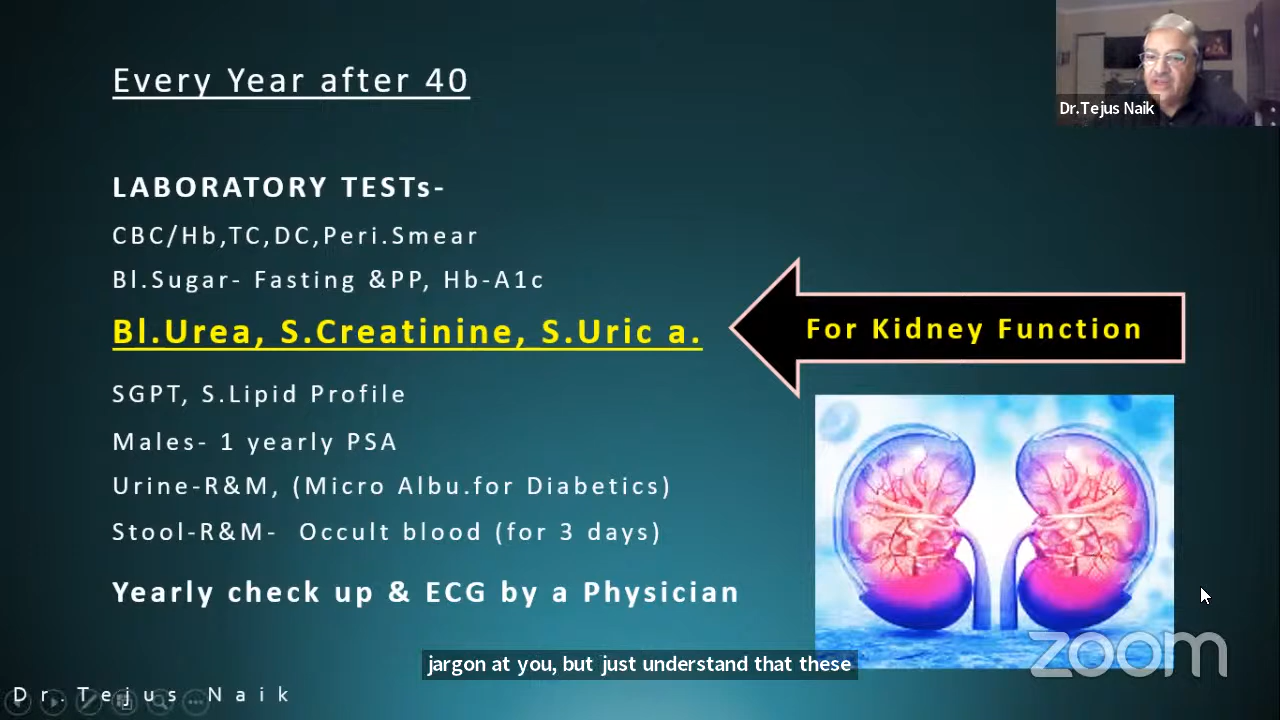 Every Year after 40
Dr.Tejus Naik
LABORATORY TESTs-
CBC/Hb,TC,DC,Peri.Smear
Bl.Sugar- Fasting &PP, Hb-A1c
Bl.Urea, S.Creatinine, S.Uric a.
For Kidney Function
SGPT, S.Lipid Profile
Males- 1 yearly PSA
Urine-R&M, (Micro Albu.for Diabetics)
Stool-R&M- Occult blood (for 3 days)
Yearly check up & ECG by a Physician
zoom
jargon at you, but just understand that these
Dr.Tejus Naik